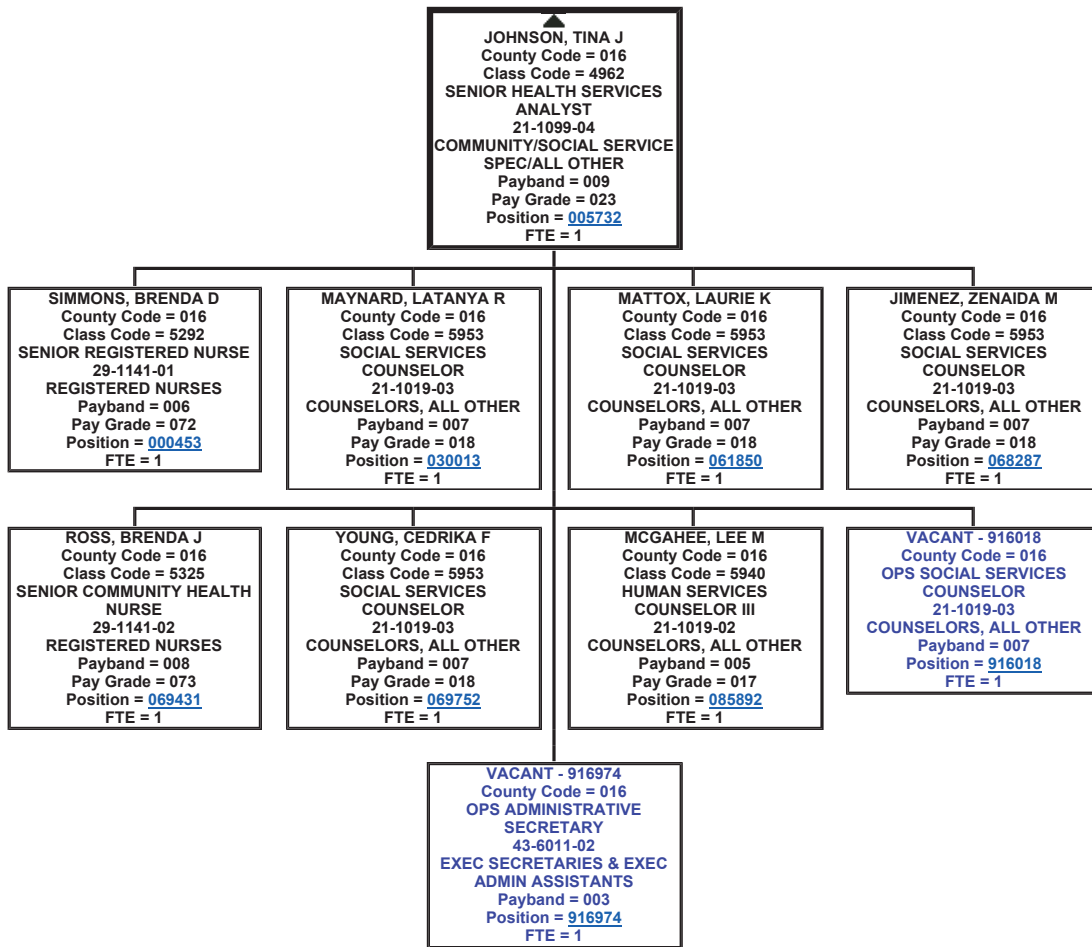 JOHNSON, TINA J
County Code = 016
Class Code = 4962
SENIOR HEALTH SERVICES
ANALYST
21-1099-04
COMMUNITY/SOCIAL SERVICE
SPEC/ALL OTHER
Payband = 009
Pay Grade = 023
Position = 005732
FTE = 1
SIMMONS, BRENDA D
County Code = 016
Class Code = 5292
SENIOR REGISTERED NURSE
29-1141-01
REGISTERED NURSES
Payband = 006
Pay Grade = 072
Position = 000453
FTE = 1
MAYNARD, LATANYA R
County Code = 016
Class Code = 5953
SOCIAL SERVICES
COUNSELOR
21-1019-03
COUNSELORS, ALL OTHER
Payband = 007
Pay Grade = 018
Position = 030013
FTE = 1
MATTOX, LAURIE K
County Code = 016
Class Code = 5953
SOCIAL SERVICES
COUNSELOR
21-1019-03
COUNSELORS, ALL OTHER
Payband = 007
Pay Grade = 018
Position = 061850
FTE = 1
JIMENEZ, ZENAIDA M
County Code = 016
Class Code = 5953
SOCIAL SERVICES
COUNSELOR
21-1019-03
COUNSELORS, ALL OTHER
Payband = 007
Pay Grade = 018
Position = 068287
FTE = 1
ROSS, BRENDA J
County Code = 016
Class Code = 5325
SENIOR COMMUNITY HEALTH
NURSE
29-1141-02
REGISTERED NURSES
Payband = 008
Pay Grade = 073
Position = 069431
FTE = 1
YOUNG, CEDRIKA F
County Code = 016
Class Code = 5953
SOCIAL SERVICES
COUNSELOR
21-1019-03
COUNSELORS, ALL OTHER
Payband = 007
Pay Grade = 018
Position = 069752
FTE = 1
MCGAHEE, LEE M
County Code = 016
Class Code = 5940
HUMAN SERVICES
COUNSELOR III
21-1019-02
COUNSELORS, ALL OTHER
Payband = 005
Pay Grade = 017
Position = 085892
FTE = 1
VACANT - 916018
County Code = 016
OPS SOCIAL SERVICES
COUNSELOR
21-1019-03
COUNSELORS, ALL OTHER
Payband = 007
Position = 916018
FTE = 1
VACANT - 916974
County Code = 016
OPS ADMINISTRATIVE
SECRETARY
43-6011-02
EXEC SECRETARIES & EXEC
ADMIN ASSISTANTS
Payband = 003
Position = 916974
FTE = 1